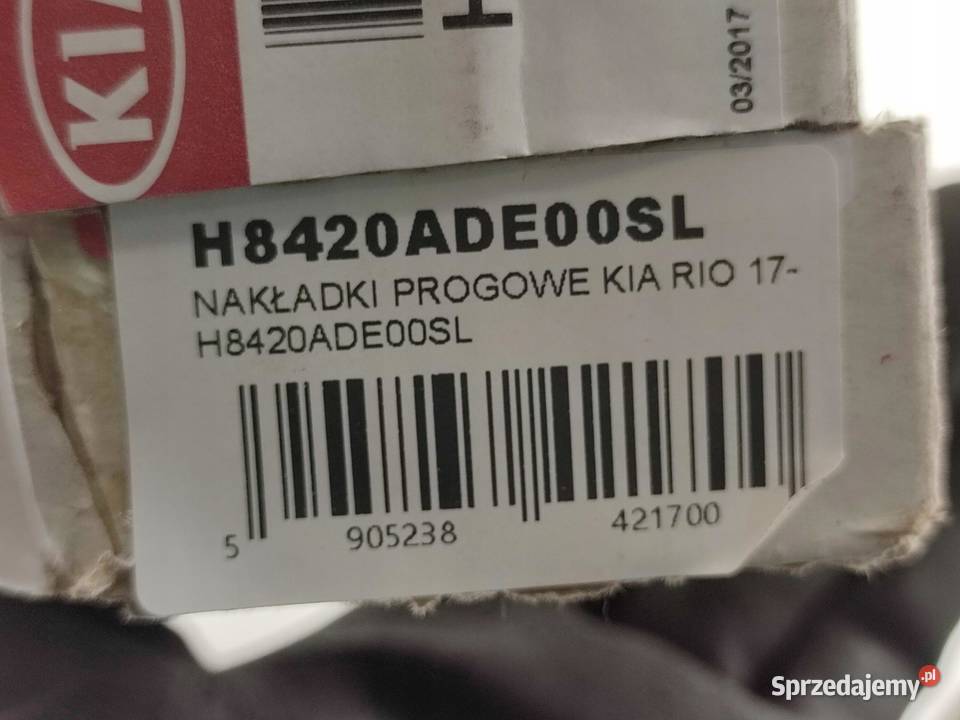 KIA
03/2017
H8420ADE00SL
NAKŁADKI PROGOWE KIA RIO 17-
H8420ADE00SL
5 905238 421700
Sprzedajemy.pl